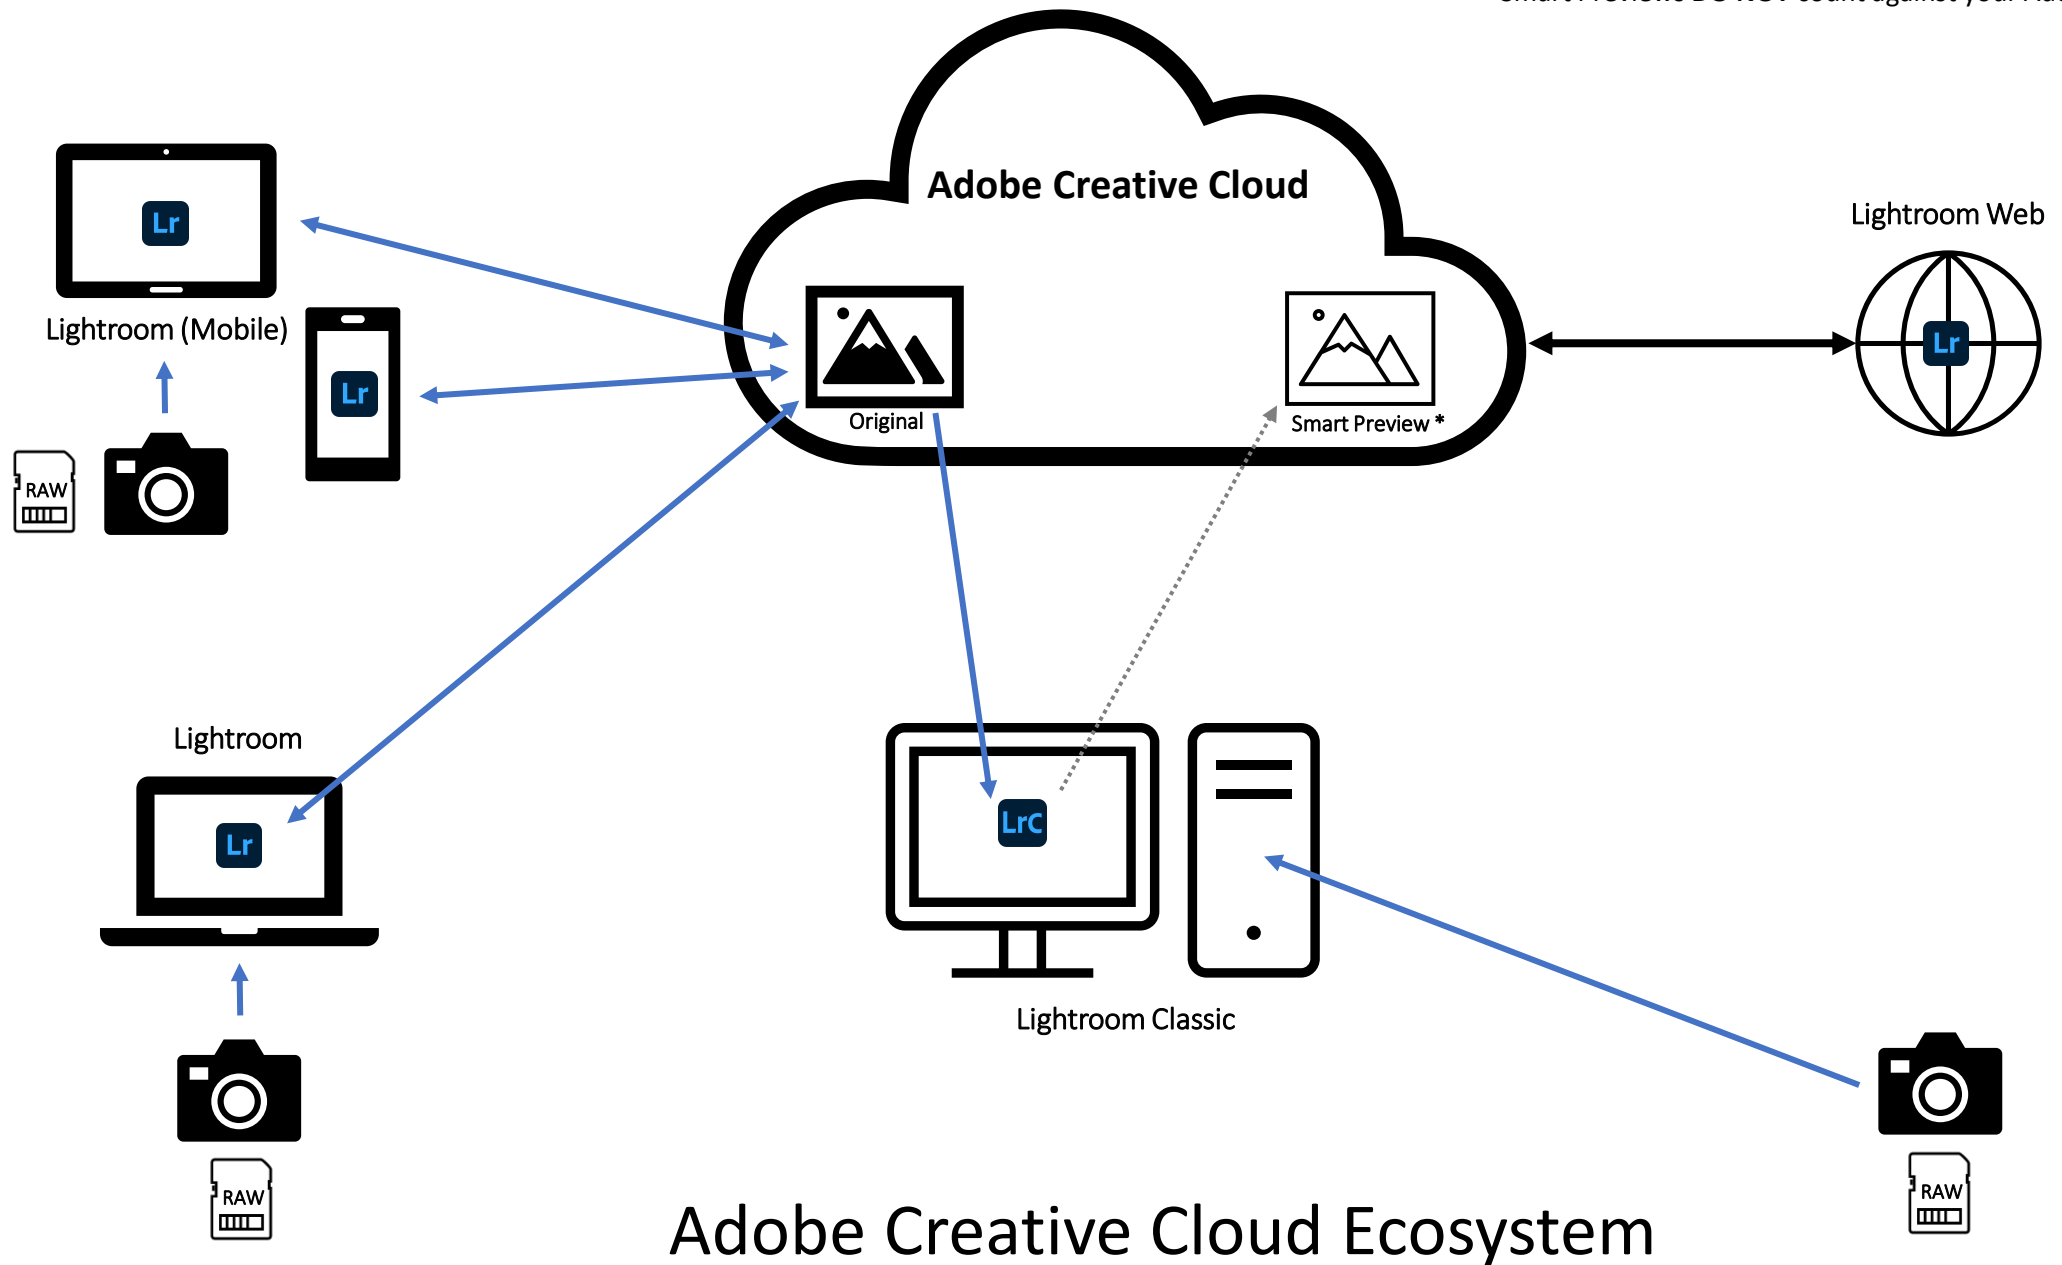 Adobe Creative Cloud
Lightroom Web
Lr
Lr
Lightroom (Mobile)
Lr
Lr
Original
Smart Preview *
RAW
Lightroom
Lr
LrC
Lightroom Classic
RAW
RAW
Adobe Creative Cloud Ecosystem